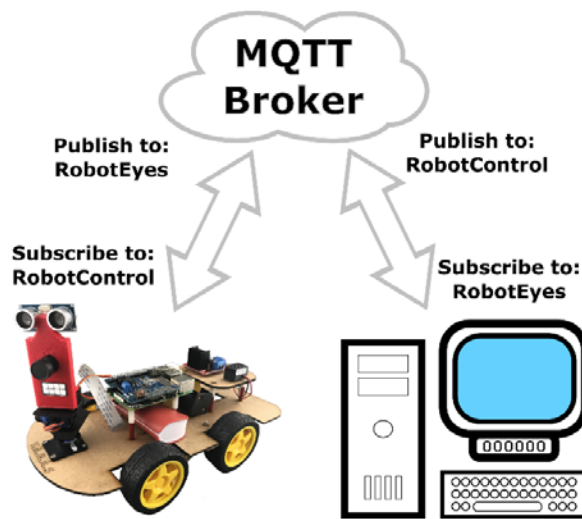 MQTT
Broker
Publish to:
RobotEyes
Publish to:
RobotControl
Subscribe to:
RobotControl
Subscribe to:
RobotEyes